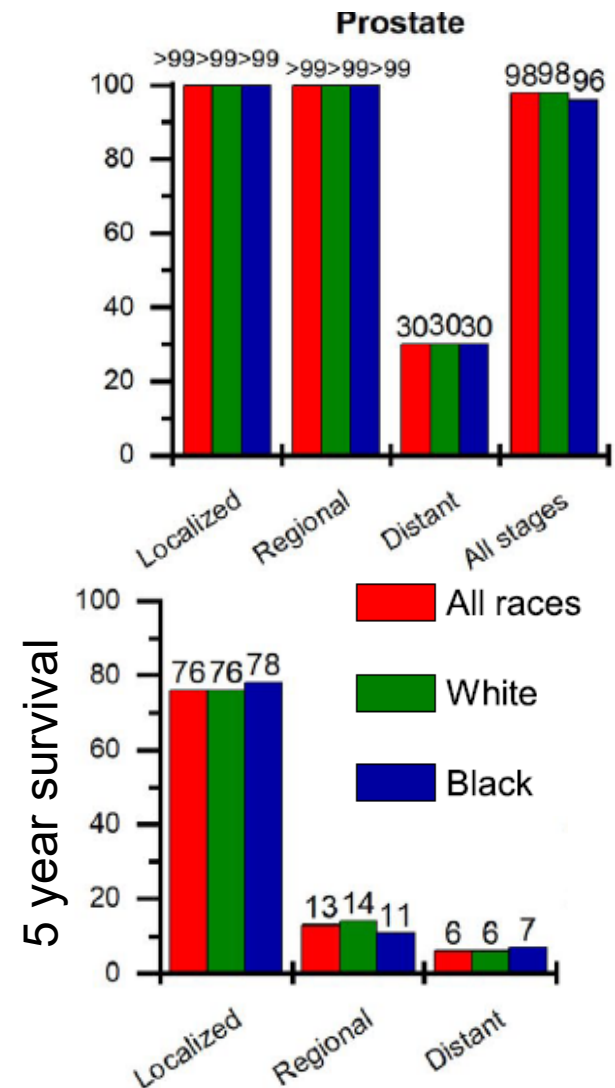 Prostate
>99>99>99
>99>99>99
98 98 96
100
80
60
40
30 30 30
20
0
Localized
Regional
Distant
All stages
5 year survival
100
All races
76 76 78
80
White
60
Black
40
13 14 11
20
6 6 7
0
Localized
Regional
Distant